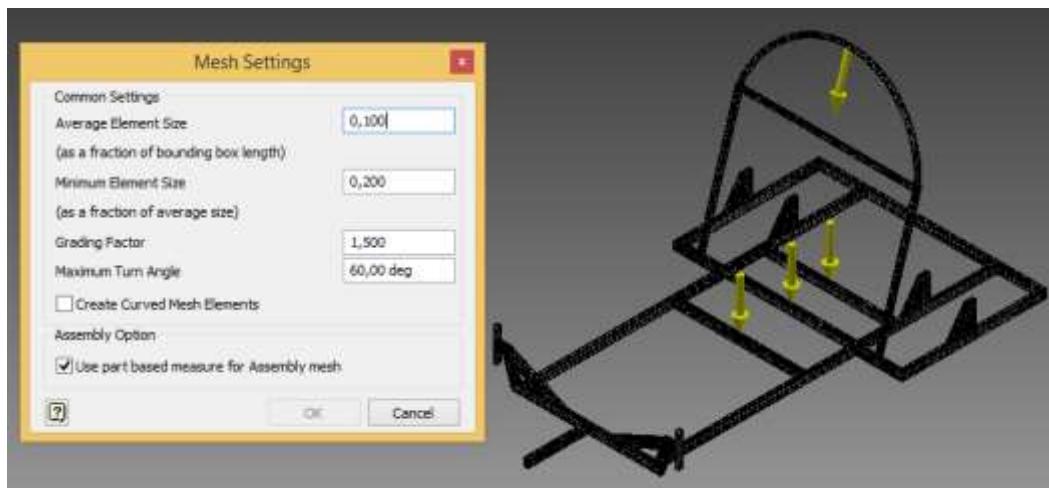 Mesh Settings
Common Settings
Average Element Size
0,100
(as a fraction of bounding box length)
Minimum Element Size
0,200
(as a fraction of average size)
Grading Factor
1,500
Maximum Turn Angle
60,00 deg
Create Curved Mesh Elements
Assembly Option
Use part based measure for Assembly mesh
?
OK
Cancel